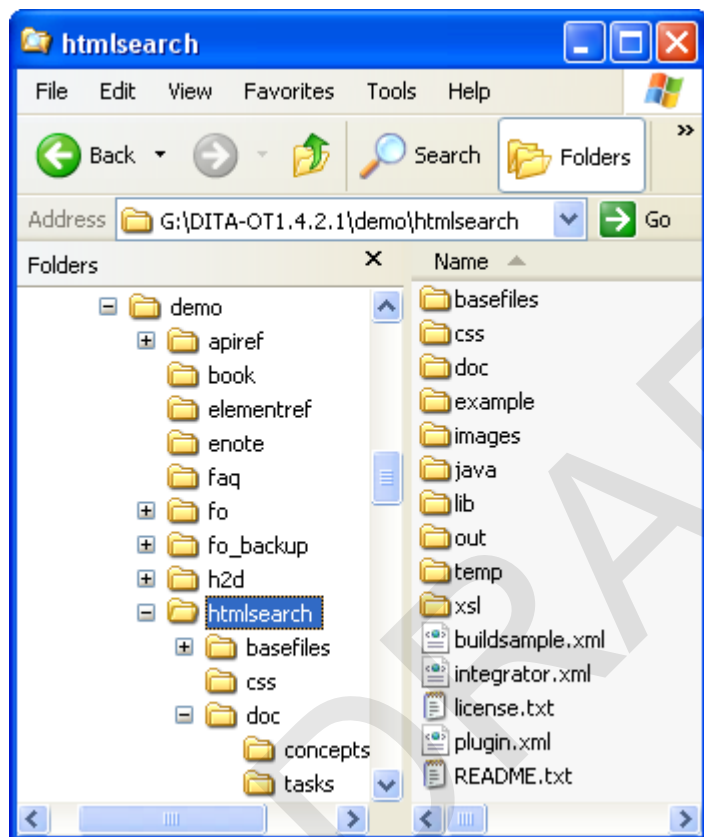 htmlsearch
File Edit View Favorites Tools Help
Back Search Folders »
Address G:\DITA-OT1.4.2.1\demo\htmlsearch Go
Folders
demo
apiref
book
elementref
enote
faq
fo
fo_backup
h2d
htmlsearch
basefiles
css
doc
concepts
tasks
Name
basefiles
css
doc
example
images
java
lib
out
temp
xsl
buildsample.xml
integrator.xml
license.txt
plugin.xml
README.txt